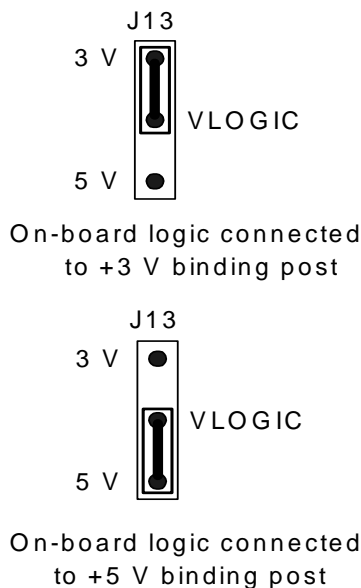 J13
3 V
VLOGIC
5 V
On-board logic connected
to +3 V binding post
J13
3 V
VLOGIC
5 V
On-board logic connected
to +5 V binding post